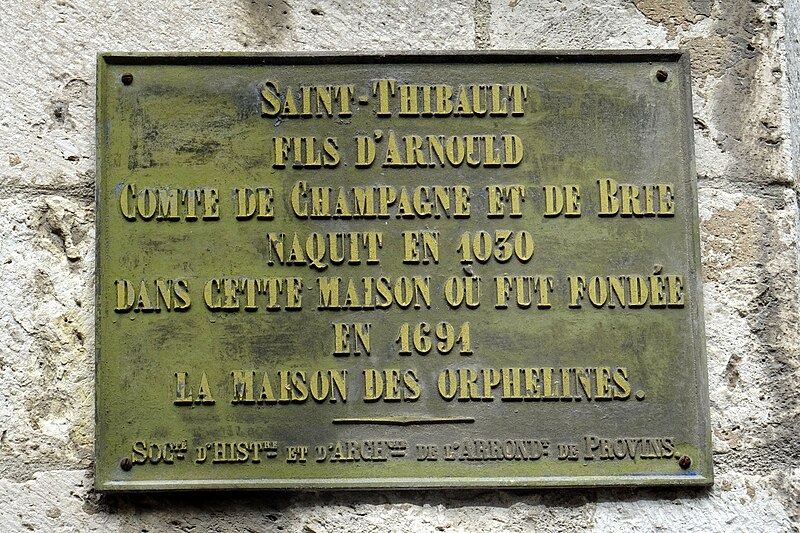 SAINT-THIBAULT
FILS D'ARNOULD
COMTE DE CHAMPAGNE ET DE BRIE
NAQUIT EN 1030
DANS CETTE MAISON OÙ FUT FONDÉE
EN 1691
LA MAISON DES ORPHELINES.
SOCTÉ D'HISTRE ET D'ARCHGIE DE L'ARRONDT DE PROVINS.